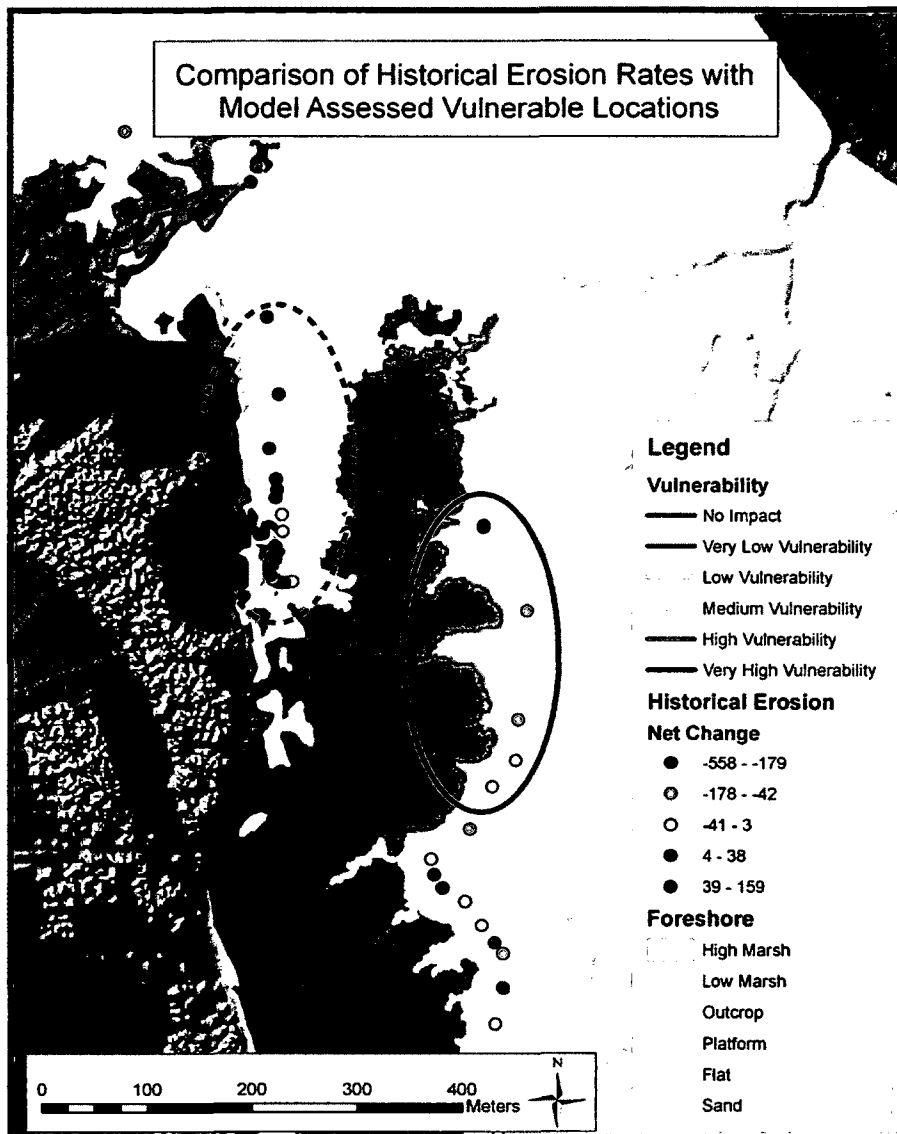 Comparison of Historical Erosion Rates with
Model Assessed Vulnerable Locations
Legend
Vulnerability
No Impact
Very Low Vulnerability
Low Vulnerability
Medium Vulnerability
High Vulnerability
Very High Vulnerability
Historical Erosion
Net Change
-558 - -179
-178 - -42
-41 - 3
4 - 38
39 - 159
Foreshore
High Marsh
Low Marsh
Outcrop
Platform
Flat
Sand
N
0 100 200 300 400
Meters